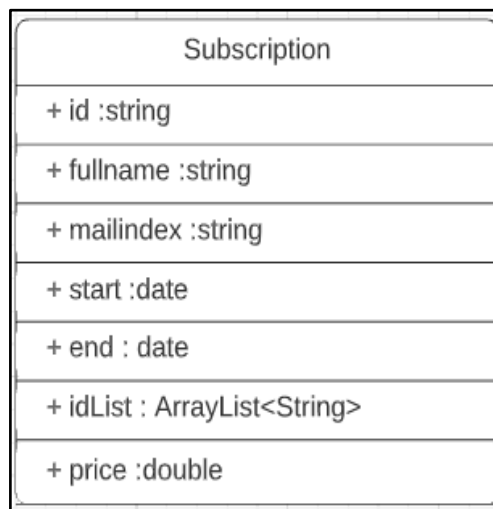 Subscription
+ id :string
+ fullname :string
+ mailindex :string
+ start :date
+ end : date
+ idList : ArrayList<String>
+ price :double